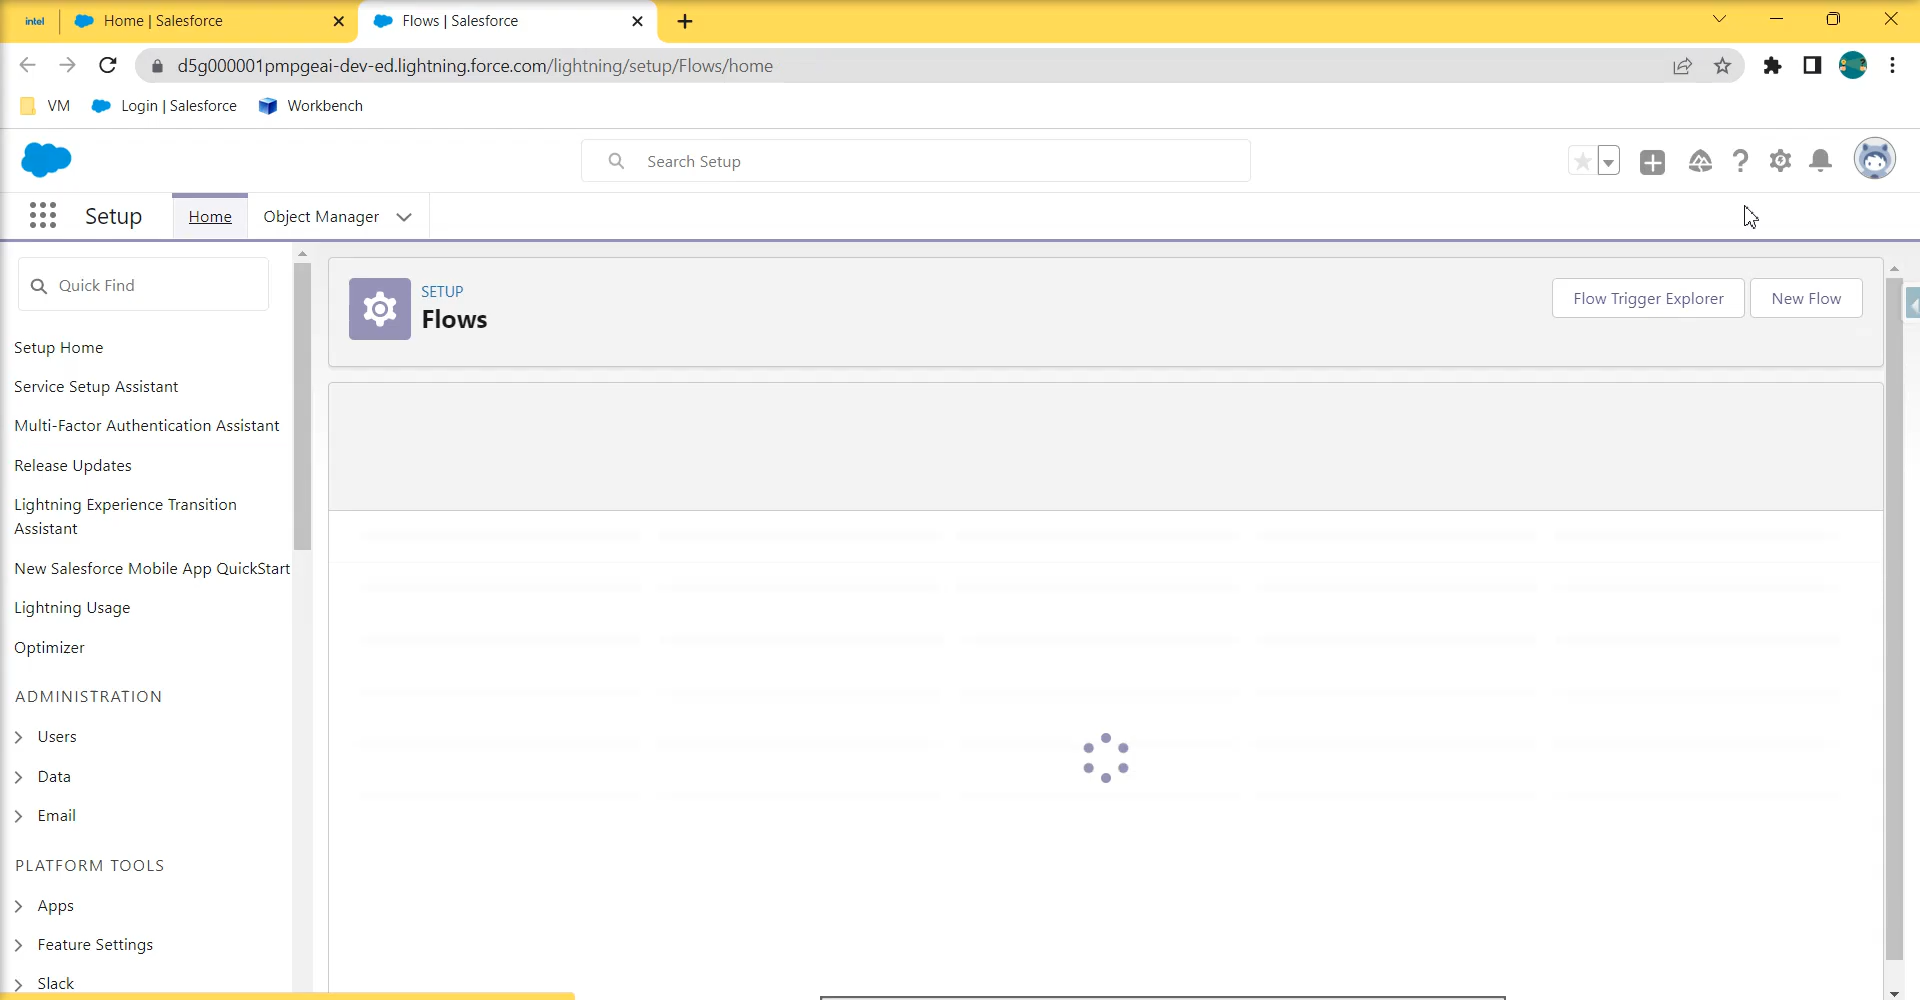 intel
Home | Salesforce
Flows | Salesforce
d5g000001pmpgeai-dev-ed.lightning.force.com/lightning/setup/Flows/home
VM
Login | Salesforce
Workbench
Search Setup
Setup
Home
Object Manager
Quick Find
SETUP
Flows
Flow Trigger Explorer
New Flow
Setup Home
Service Setup Assistant
Multi-Factor Authentication Assistant
Release Updates
Lightning Experience Transition
Assistant
New Salesforce Mobile App QuickStart
Lightning Usage
Optimizer
ADMINISTRATION
Users
Data
Email
PLATFORM TOOLS
Apps
Feature Settings
Slack